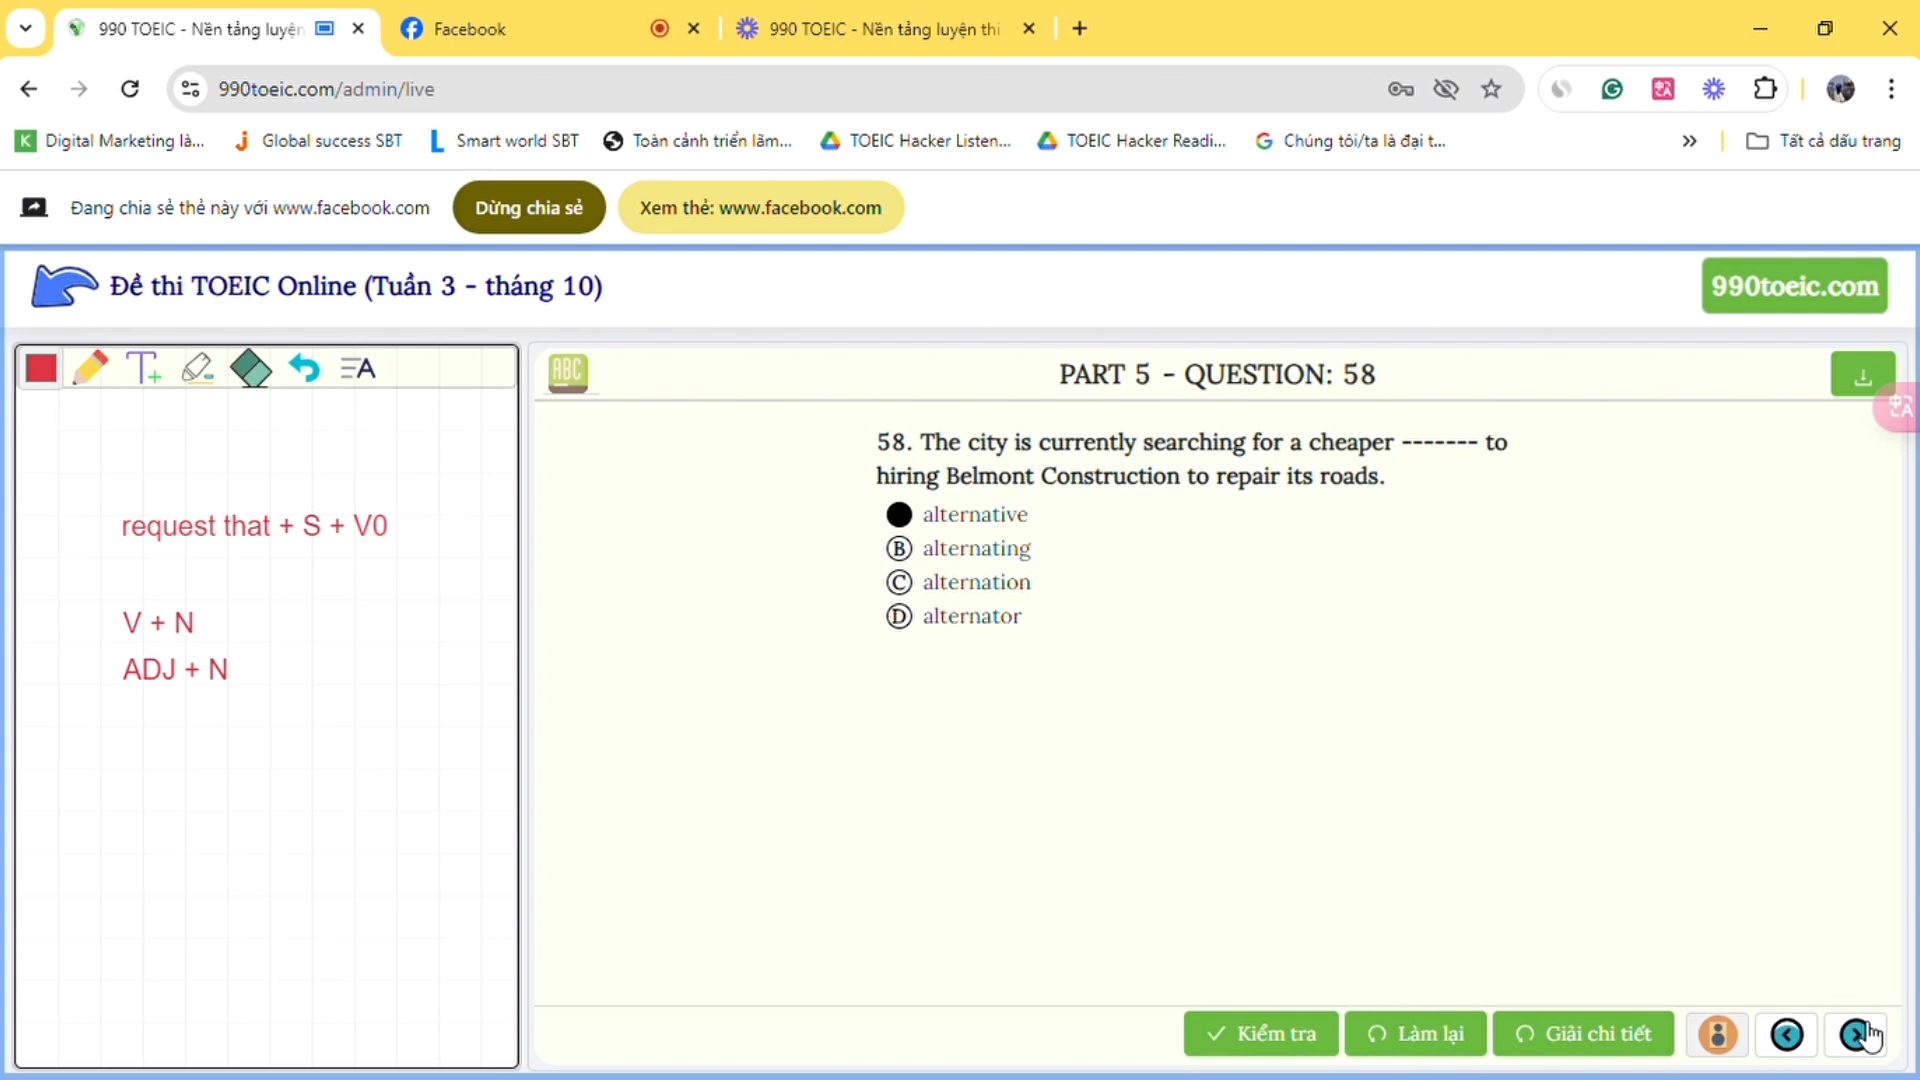 990 TOEIC - Nền tảng luyện
Facebook
990 TOEIC - Nền tảng luyện thi
990toeic.com/admin/live
Digital Marketing là...
Global success SBT
Smart world SBT
Toàn cảnh triển lãm...
TOEIC Hacker Listen...
TOEIC Hacker Readi...
Chúng tôi/ta là đại t...
Tất cả dấu trang
Đang chia sẻ thẻ này với www.facebook.com
Dừng chia sẻ
Xem thẻ: www.facebook.com
Đề thi TOEIC Online (Tuần 3 - tháng 10)
990toeic.com
ABC
PART 5 - QUESTION: 58
request that + S + V0
V + N
ADJ + N
58. The city is currently searching for a cheaper ------- to
hiring Belmont Construction to repair its roads.
alternative
B alternating
C alternation
D alternator
Kiểm tra
Làm lại
Giải chi tiết